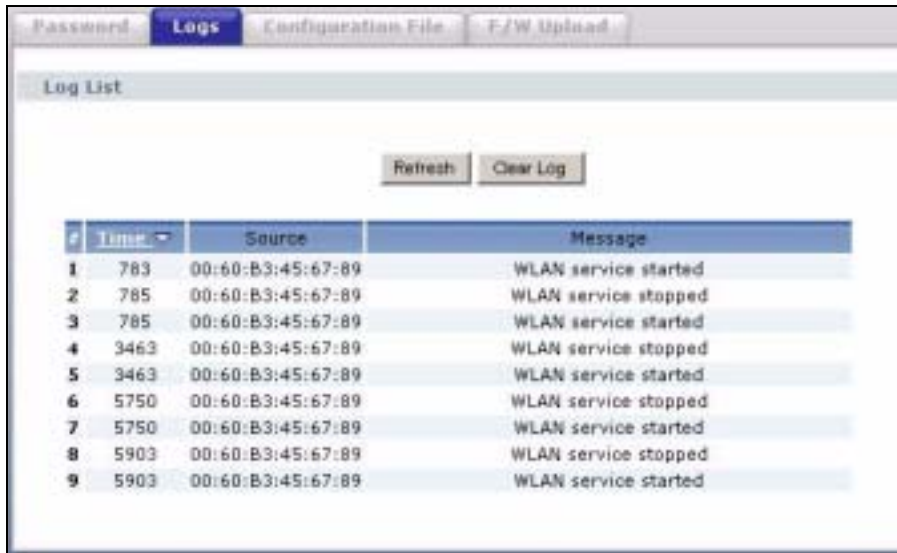 Password Logs Configuration File F/W Upload
Log List
Refresh Clear Log
# Time Source Message
1 783 00:60:B3:45:67:89 WLAN service started
2 785 00:60:B3:45:67:89 WLAN service stopped
3 785 00:60:B3:45:67:89 WLAN service started
4 3463 00:60:B3:45:67:89 WLAN service stopped
5 3463 00:60:B3:45:67:89 WLAN service started
6 5750 00:60:B3:45:67:89 WLAN service stopped
7 5750 00:60:B3:45:67:89 WLAN service started
8 5903 00:60:B3:45:67:89 WLAN service stopped
9 5903 00:60:B3:45:67:89 WLAN service started